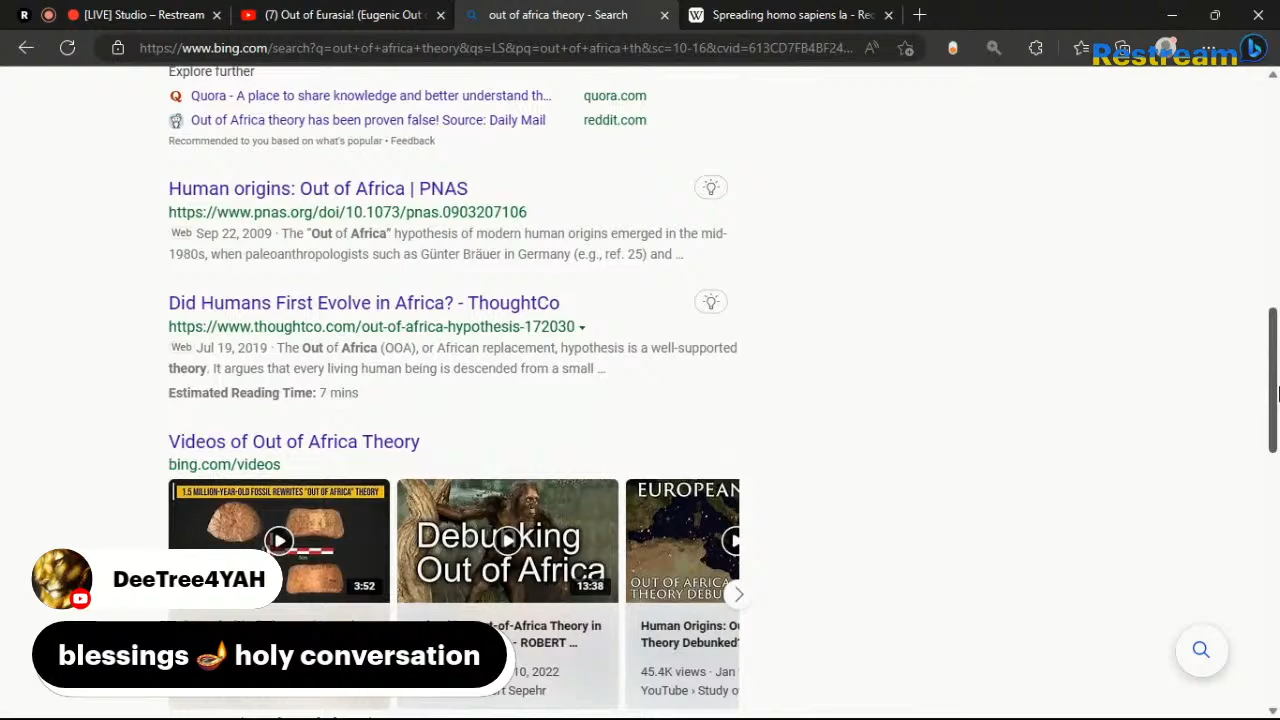 [LIVE] Studio – Restream
(7) Out of Eurasia! (Eugenic Out
out of africa theory - Search
Spreading homo sapiens la - Rec
https://www.bing.com/search?q=out+of+africa+theory&qs=LS&pq=out+of+africa+th&sc=10-16&cvid=613CD7FB4BF24...
Restream
Explore further
Quora - A place to share knowledge and better understand th...
quora.com
Out of Africa theory has been proven false! Source: Daily Mail
reddit.com
Recommended to you based on what's popular • Feedback
Human origins: Out of Africa | PNAS
https://www.pnas.org/doi/10.1073/pnas.0903207106
Web Sep 22, 2009 · The "Out of Africa" hypothesis of modern human origins emerged in the mid-
1980s, when paleoanthropologists such as Günter Bräuer in Germany (e.g., ref. 25) and ...
Did Humans First Evolve in Africa? - ThoughtCo
https://www.thoughtco.com/out-of-africa-hypothesis-172030
Web Jul 19, 2019 · The Out of Africa (OOA), or African replacement, hypothesis is a well-supported
theory. It argues that every living human being is descended from a small ...
Estimated Reading Time: 7 mins
Videos of Out of Africa Theory
bing.com/videos
1.5 MILLION-YEAR-OLD FOSSIL REWRITES "OUT OF AFRICA" THEORY
3:52
Debunking
Out of Africa
13:38
EUROPEAN
OUT OF AFRICA
THEORY DEBU
DeeTree4YAH
blessings 🪔 holy conversation
-of-Africa Theory in
- ROBERT ...
10, 2022
rt Sepehr
Human Origins: Ou
Theory Debunked?
45.4K views · Jan
YouTube › Study o